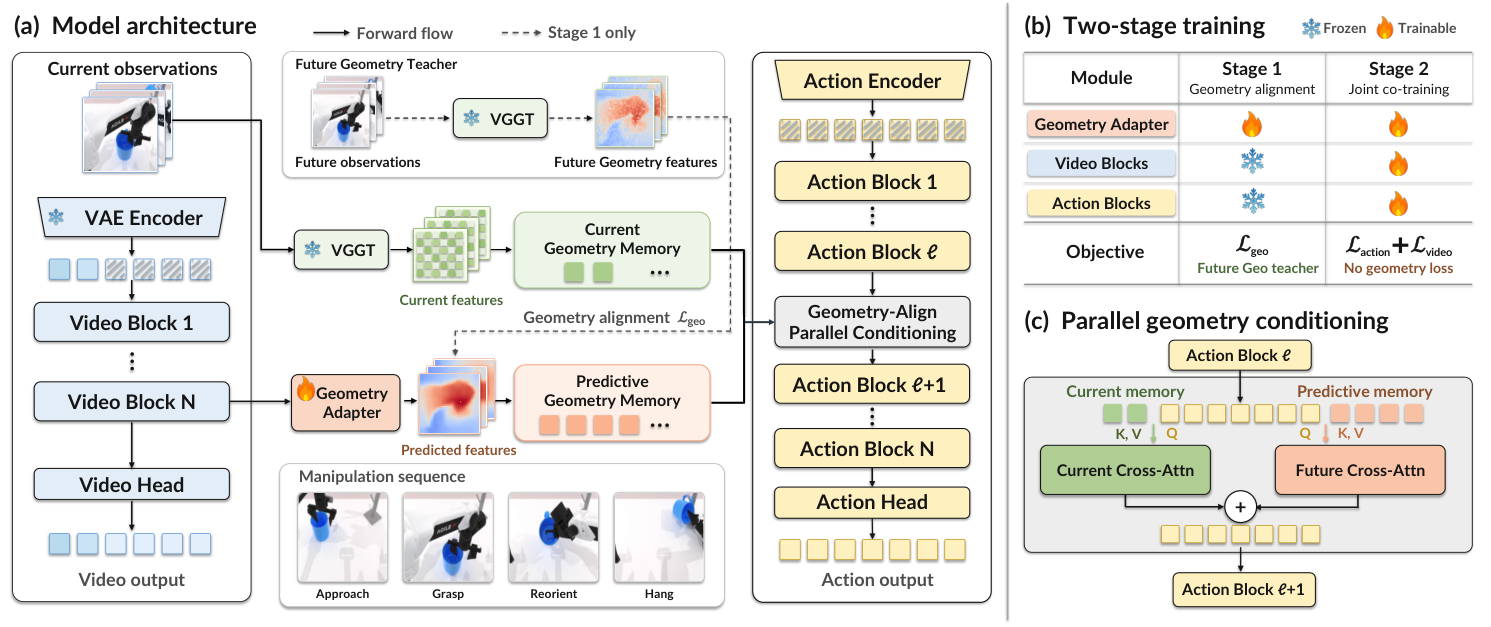 (a) Model architecture
Forward flow
Stage 1 only
Current observations
VAE Encoder
Video Block 1
Video Block N
Video Head
Video output
Future Geometry Teacher
VGGT
Future observations
Future Geometry features
VGGT
Current features
Current
Geometry Memory
...
Geometry alignment ℒgeo
Geometry
Adapter
Predicted features
Predictive
Geometry Memory
...
Manipulation sequence
Approach
Grasp
Reorient
Hang
Action Encoder
Action Block 1
Action Block ℓ
Geometry-Align
Parallel Conditioning
Action Block ℓ+1
Action Block N
Action Head
Action output
(b) Two-stage training
Frozen
Trainable
Module
Stage 1
Geometry alignment
Stage 2
Joint co-training
Geometry Adapter
Video Blocks
Action Blocks
Objective
ℒgeo
Future Geo teacher
ℒaction+ℒvideo
No geometry loss
(c) Parallel geometry conditioning
Action Block ℓ
Current memory
Predictive memory
K, V
Q
Q
K, V
Current Cross-Attn
Future Cross-Attn
+
Action Block ℓ+1